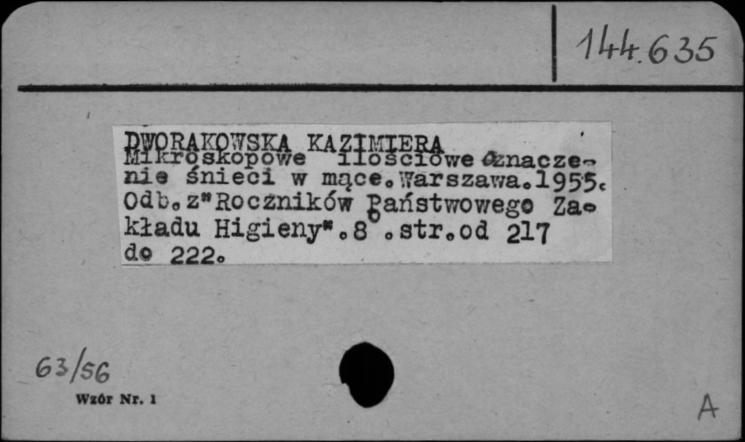 144.635
DWORAKOWSKA KAZIMIERA
Mikroskopowe ilościowe oznacze-
nie śnieci w mące.Warszawa.1955.
Odb.z"Roczników Państwowego Za-
kładu Higieny".8°.str.od 217
do 222.
63/56
Wzór Nr. 1
A